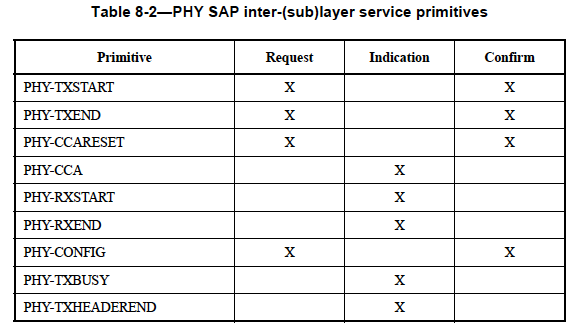 Table 8-2—PHY SAP inter-(sub)layer service primitives
Primitive Request Indication Confirm
PHY-TXSTART X X
PHY-TXEND X X
PHY-CCARESET X X
PHY-CCA X
PHY-RXSTART X
PHY-RXEND X
PHY-CONFIG X X
PHY-TXBUSY X
PHY-TXHEADEREND X